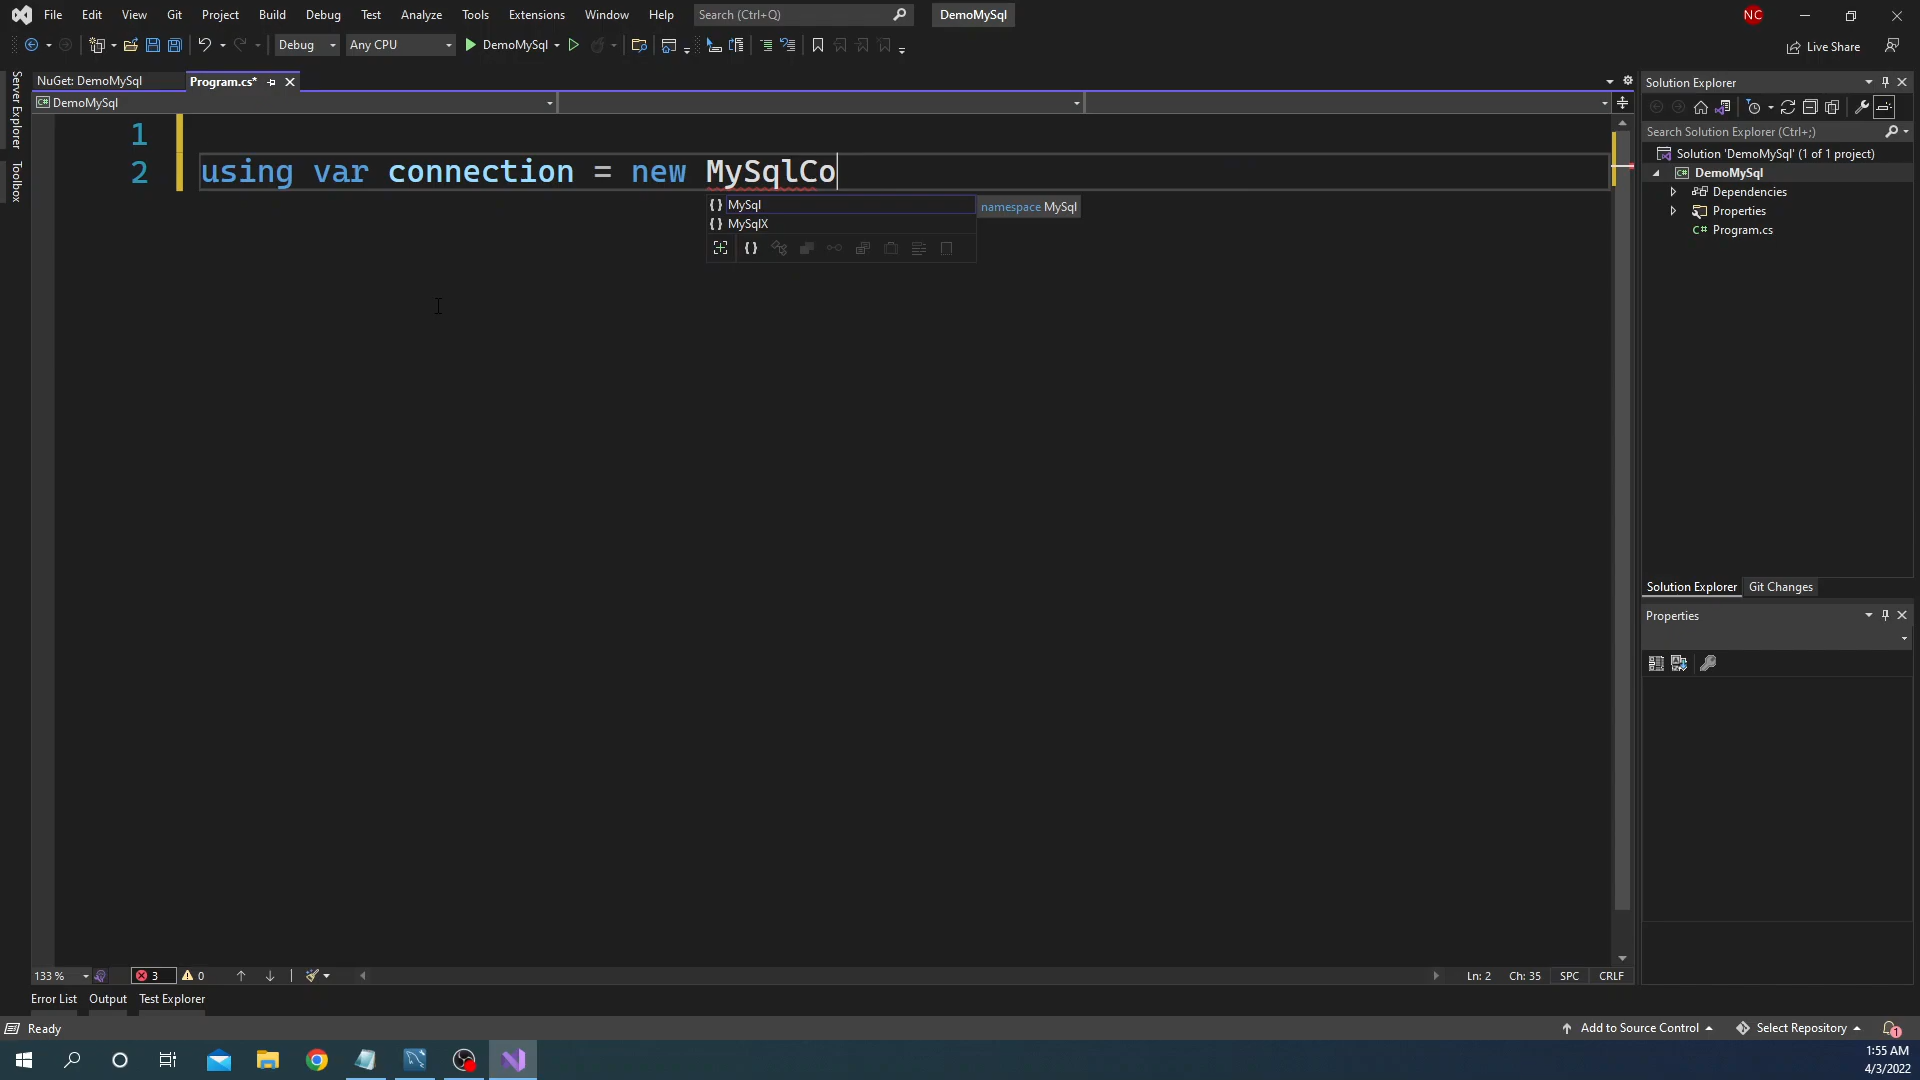 File Edit View Git Project Build Debug Test Analyze Tools Extensions Window Help Search (Ctrl+Q) DemoMySql NC
Debug Any CPU DemoMySql Live Share
Server Explorer
Toolbox
NuGet: DemoMySql Program.cs*
C# DemoMySql
1
2 using var connection = new MySqlCo
{ } MySql namespace MySql
{ } MySqlX
{ }
Solution Explorer
Search Solution Explorer (Ctrl+;)
Solution 'DemoMySql' (1 of 1 project)
C# DemoMySql
Dependencies
Properties
C# Program.cs
Solution Explorer Git Changes
Properties
133 % 3 0 Ln: 2 Ch: 35 SPC CRLF
Error List Output Test Explorer
Ready Add to Source Control Select Repository 1
1:55 AM
4/3/2022